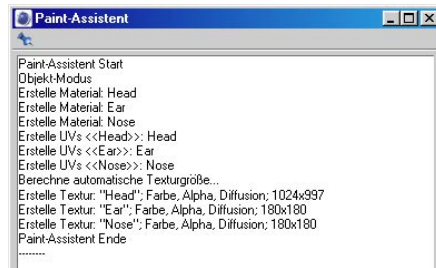 Paint-Assistent
Paint-Assistent Start
Objekt-Modus
Erstelle Material: Head
Erstelle Material: Ear
Erstelle Material: Nose
Erstelle UVs <<Head>>: Head
Erstelle UVs <<Ear>>: Ear
Erstelle UVs <<Nose>>: Nose
Berechne automatische Texturgröße...
Erstelle Textur: "Head"; Farbe, Alpha, Diffusion; 1024x997
Erstelle Textur: "Ear"; Farbe, Alpha, Diffusion; 180x180
Erstelle Textur: "Nose"; Farbe, Alpha, Diffusion; 180x180
Paint-Assistent Ende
--------